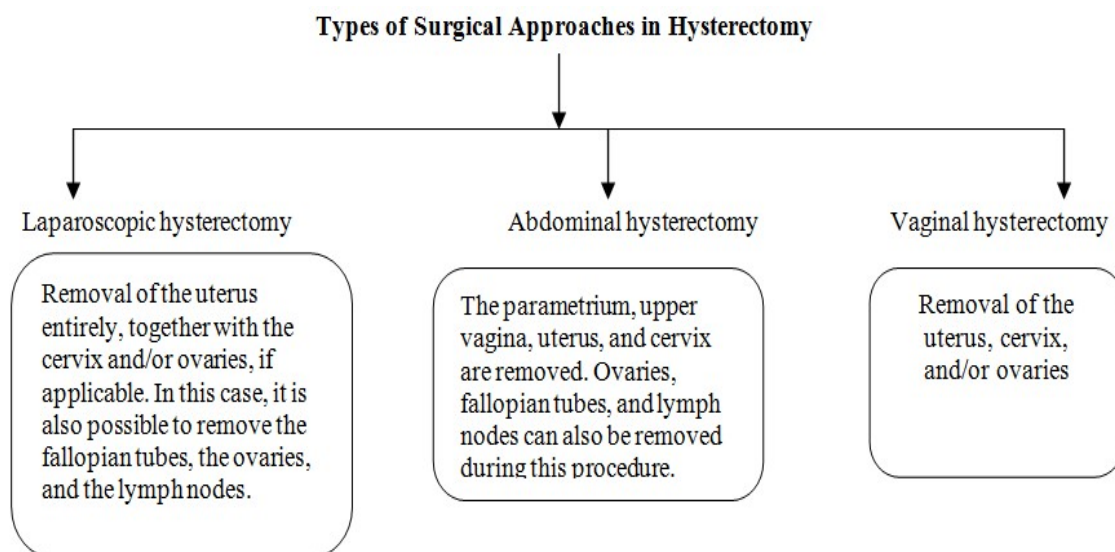 Types of Surgical Approaches in Hysterectomy
Laparoscopic hysterectomy
Removal of the uterus
entirely, together with the
cervix and/or ovaries, if
applicable. In this case, it is
also possible to remove the
fallopian tubes, the ovaries,
and the lymph nodes.
Abdominal hysterectomy
The parametrium, upper
vagina, uterus, and cervix
are removed. Ovaries,
fallopian tubes, and lymph
nodes can also be removed
during this procedure.
Vaginal hysterectomy
Removal of the
uterus, cervix,
and/or ovaries